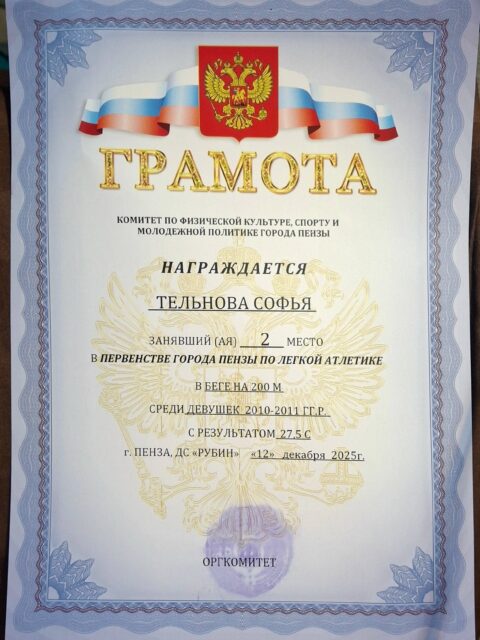 ГРАМОТА
КОМИТЕТ ПО ФИЗИЧЕСКОЙ КУЛЬТУРЕ, СПОРТУ И
МОЛОДЕЖНОЙ ПОЛИТИКЕ ГОРОДА ПЕНЗЫ
НАГРАЖДАЕТСЯ
ТЕЛЬНОВА СОФЬЯ
ЗАНЯВШИЙ (АЯ) 2 МЕСТО
В ПЕРВЕНСТВЕ ГОРОДА ПЕНЗЫ ПО ЛЕГКОЙ АТЛЕТИКЕ
В БЕГЕ НА 200 М
СРЕДИ ДЕВУШЕК 2010-2011 ГГ.Р.
С РЕЗУЛЬТАТОМ 27,5 С
г. ПЕНЗА, ДС «РУБИН» «12» декабря 2025г.
ОРГКОМИТЕТ